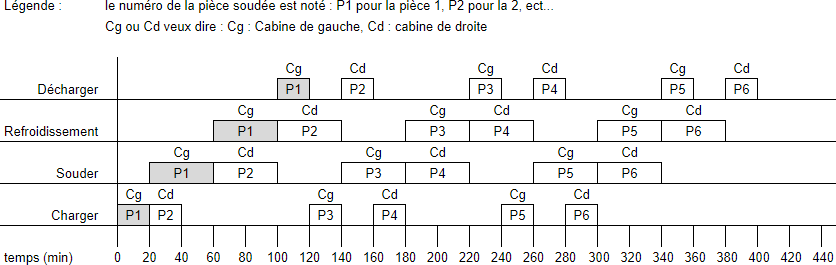 Légende : le numéro de la pièce soudée est noté : P1 pour la pièce 1, P2 pour la 2, ect...
Cg ou Cd veux dire : Cg : Cabine de gauche, Cd : cabine de droite
Cg Cd Cg Cd Cg Cd
Décharger P1 P2 P3 P4 P5 P6
Cg Cd Cg Cd Cg Cd
Refroidissement P1 P2 P3 P4 P5 P6
Cg Cd Cg Cd Cg Cd
Souder P1 P2 P3 P4 P5 P6
Cg Cd Cg Cd Cg Cd
Charger P1 P2 P3 P4 P5 P6
temps (min) 0 20 40 60 80 100 120 140 160 180 200 220 240 260 280 300 320 340 360 380 400 420 440